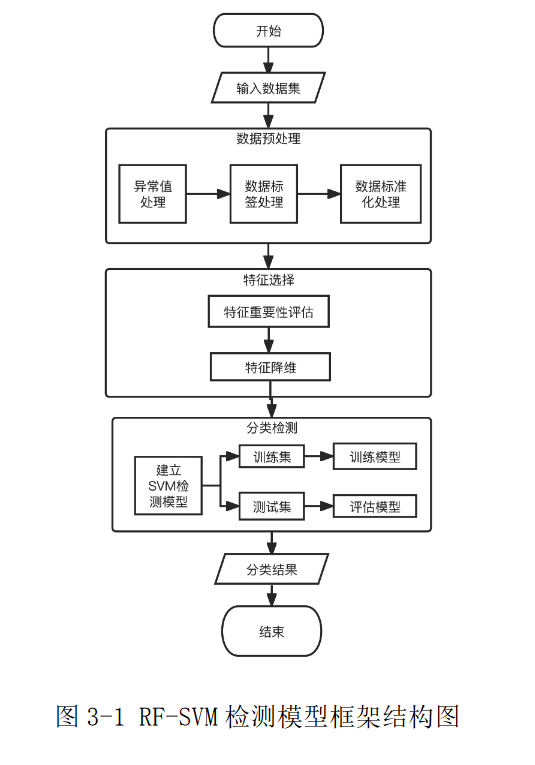 开始
输入数据集
数据预处理
异常值
处理
数据标
签处理
数据标准
化处理
特征选择
特征重要性评估
特征降维
分类检测
建立
SVM检
测模型
训练集
训练模型
测试集
评估模型
分类结果
结束
图 3-1 RF-SVM 检测模型框架结构图